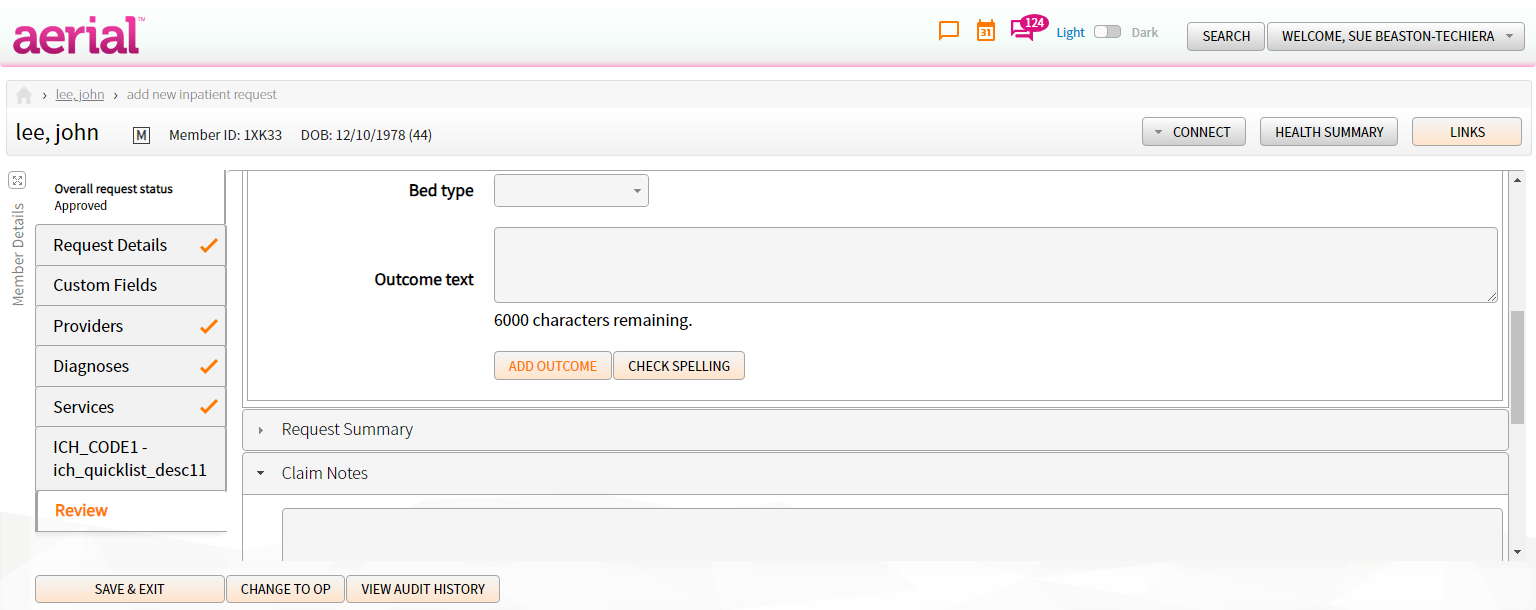 aerial™
31
124
Light Dark
SEARCH
WELCOME, SUE BEASTON-TECHIERA
› lee, john › add new inpatient request
lee, john M Member ID: 1XK33 DOB: 12/10/1978 (44)
CONNECT
HEALTH SUMMARY
LINKS
Member Details
Overall request status
Approved
Request Details
Custom Fields
Providers
Diagnoses
Services
ICH_CODE1 -
ich_quicklist_desc11
Review
Bed type
Outcome text
6000 characters remaining.
ADD OUTCOME
CHECK SPELLING
Request Summary
Claim Notes
SAVE & EXIT
CHANGE TO OP
VIEW AUDIT HISTORY